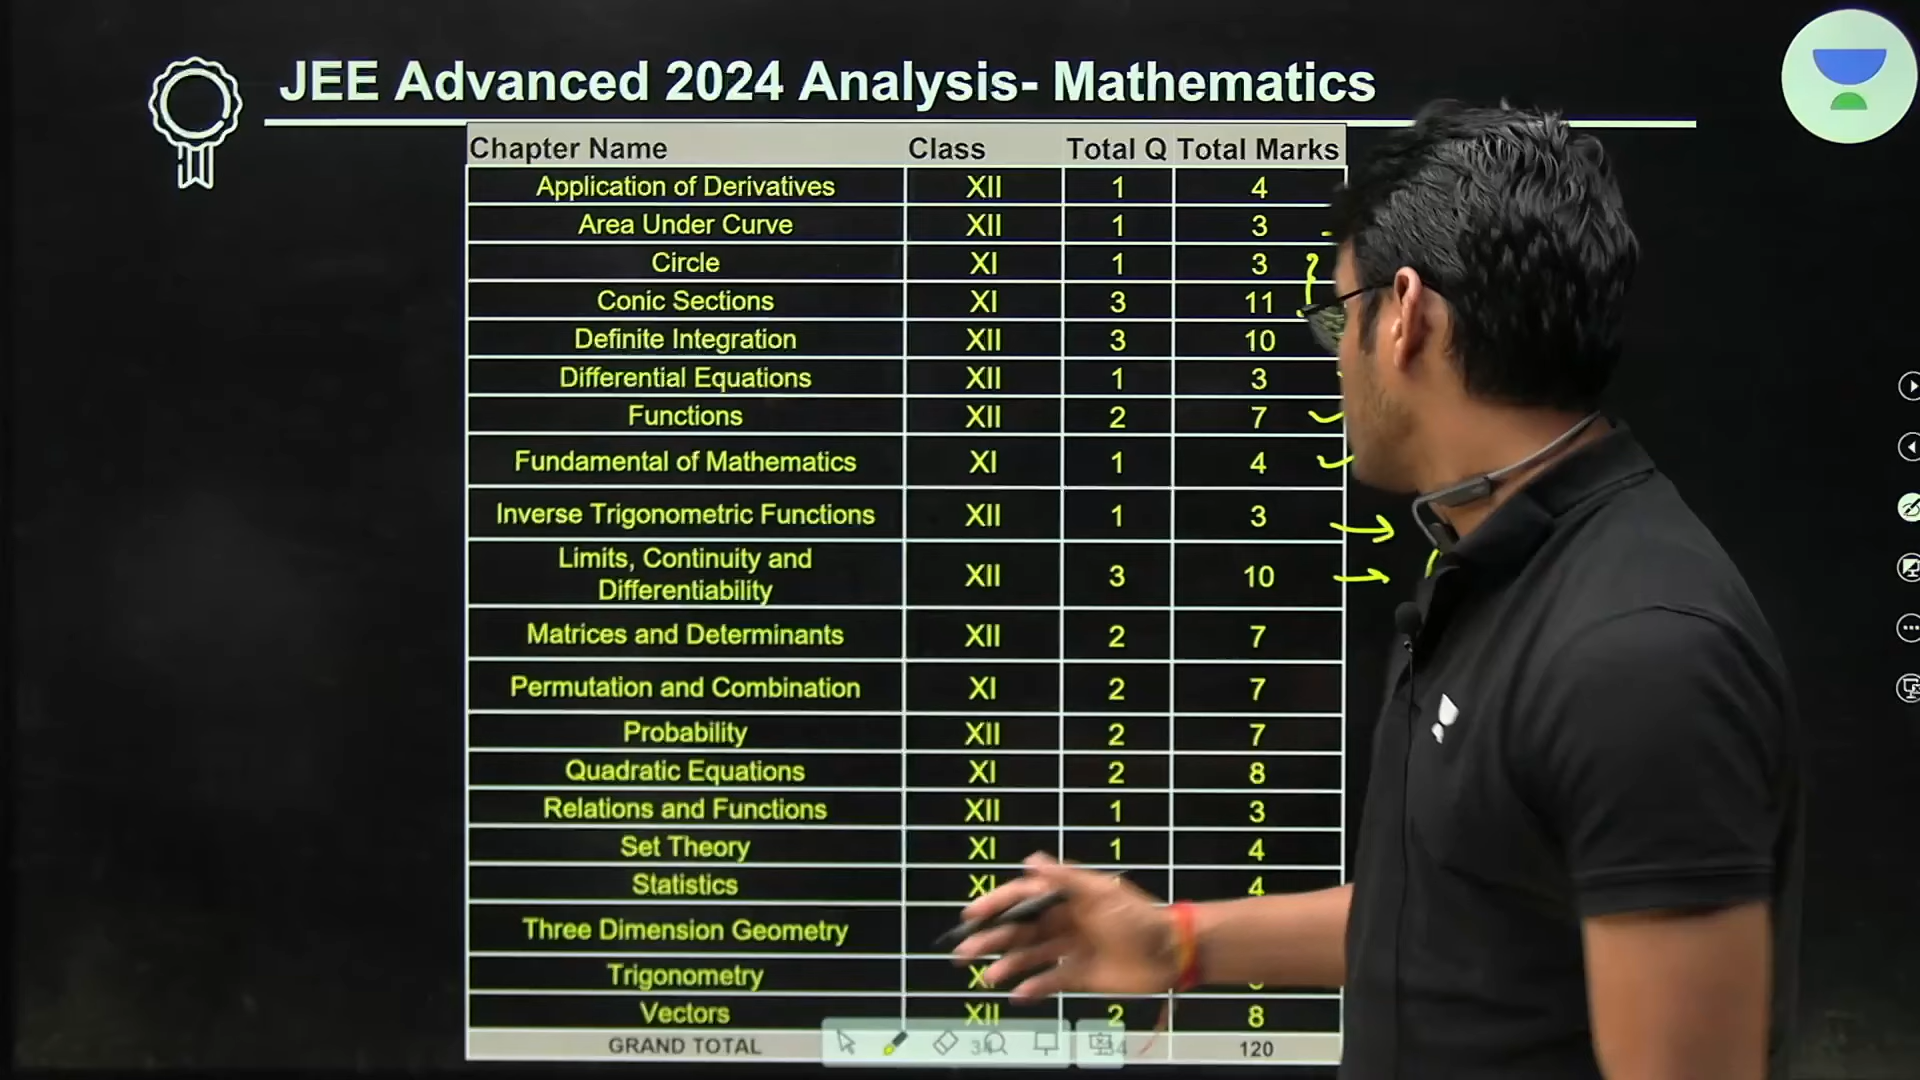 JEE Advanced 2024 Analysis- Mathematics
Chapter Name Class Total Q Total Marks
Application of Derivatives XII 1 4
Area Under Curve XII 1 3
Circle XI 1 3
Conic Sections XI 3 11
Definite Integration XII 3 10
Differential Equations XII 1 3
Functions XII 2 7
Fundamental of Mathematics XI 1 4
Inverse Trigonometric Functions XII 1 3
Limits, Continuity and
Differentiability XII 3 10
Matrices and Determinants XII 2 7
Permutation and Combination XI 2 7
Probability XII 2 7
Quadratic Equations XI 2 8
Relations and Functions XII 1 3
Set Theory XI 1 4
Statistics XI 4
Three Dimension Geometry
Trigonometry
Vectors XII 2 8
GRAND TOTAL 34 120